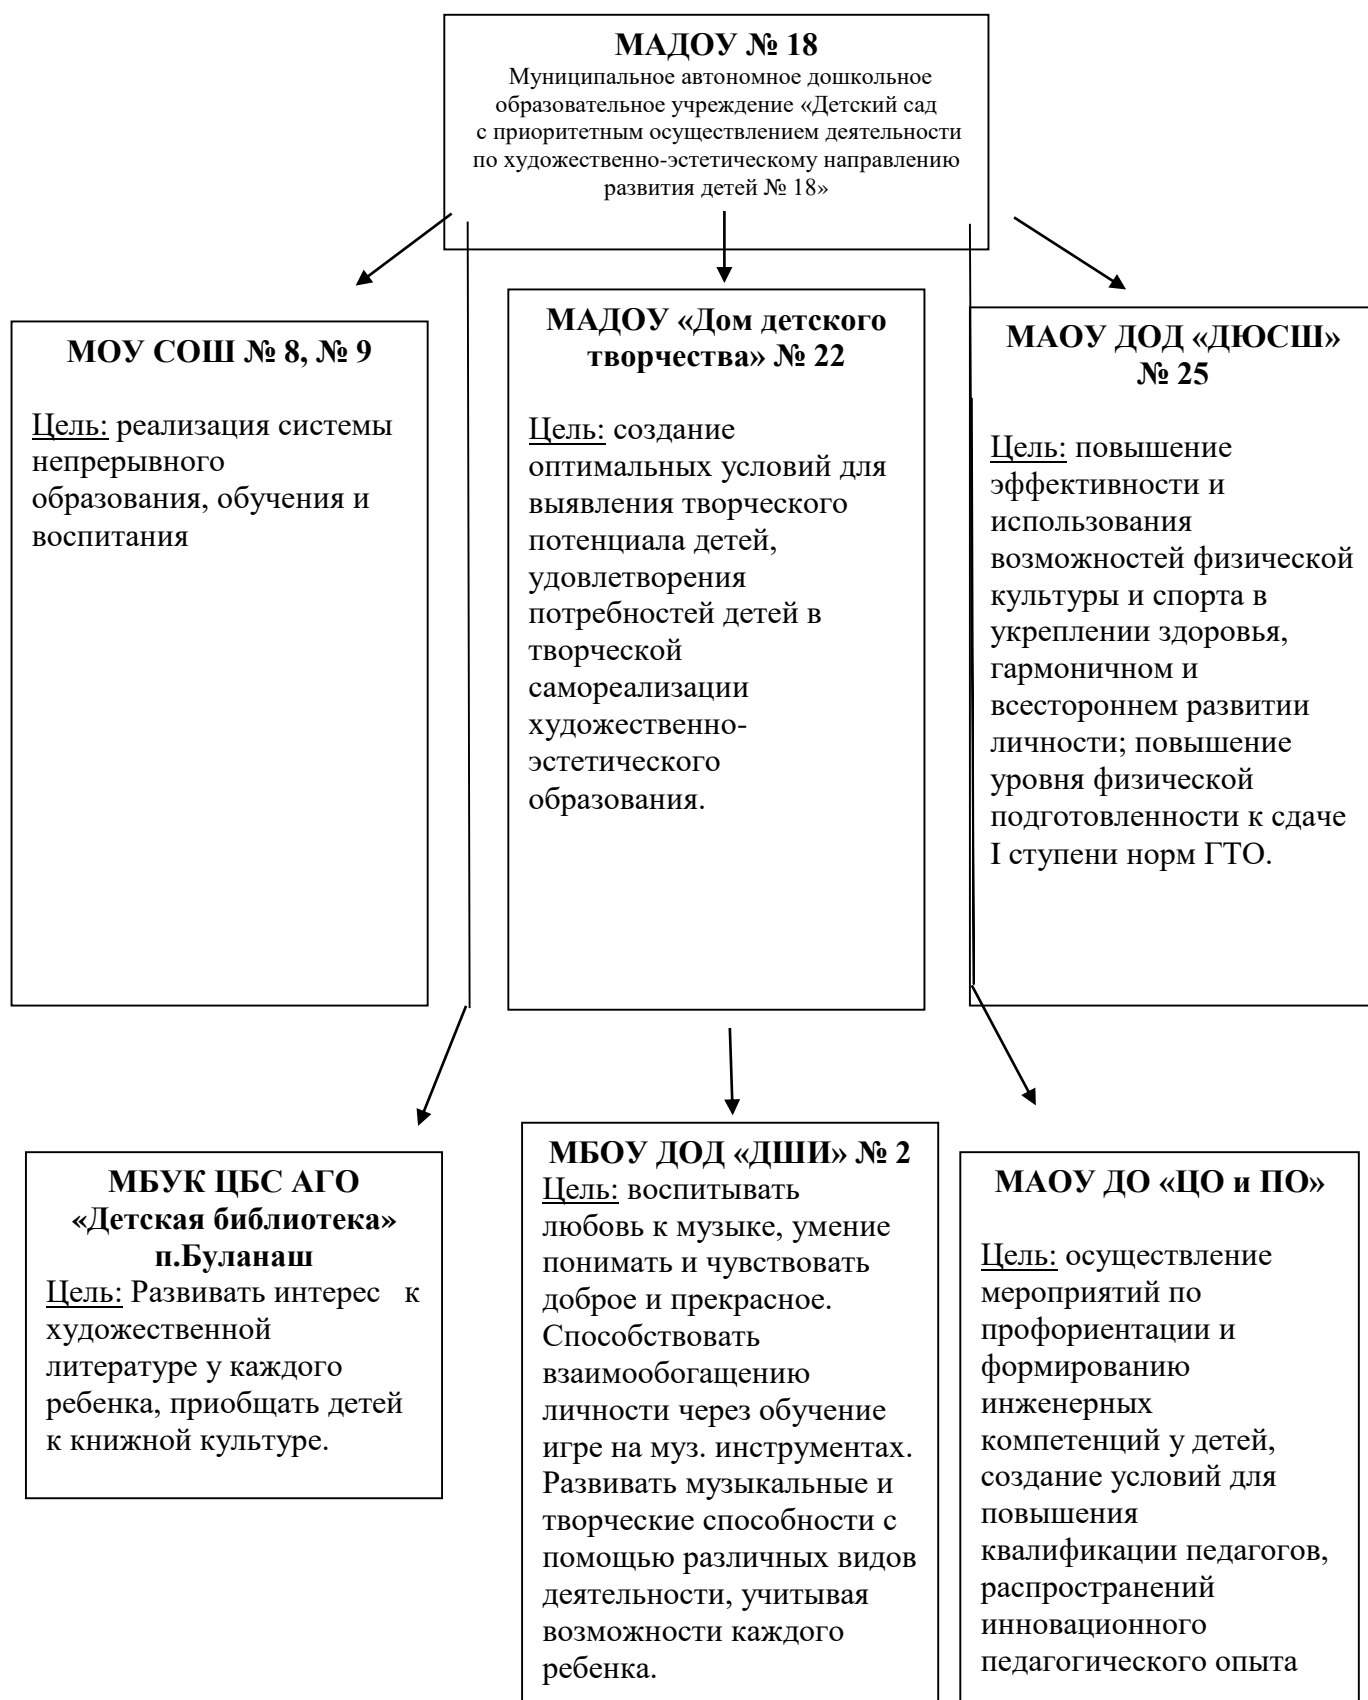 МАДОУ № 18
Муниципальное автономное дошкольное
образовательное учреждение «Детский сад
с приоритетным осуществлением деятельности
по художественно-эстетическому направлению
развития детей № 18»
МОУ СОШ № 8, № 9
Цель: реализация системы
непрерывного
образования, обучения и
воспитания
МАДОУ «Дом детского
творчества» № 22
Цель: создание
оптимальных условий для
выявления творческого
потенциала детей,
удовлетворения
потребностей детей в
творческой
самореализации
художественно-
эстетического
образования.
МАОУ ДОД «ДЮСШ»
№ 25
Цель: повышение
эффективности и
использования
возможностей физической
культуры и спорта в
укреплении здоровья,
гармоничном и
всестороннем развитии
личности; повышение
уровня физической
подготовленности к сдаче
I ступени норм ГТО.
МБУК ЦБС АГО
«Детская библиотека»
п.Буланаш
Цель: Развивать интерес к
художественной
литературе у каждого
ребенка, приобщать детей
к книжной культуре.
МБОУ ДОД «ДШИ» № 2
Цель: воспитывать
любовь к музыке, умение
понимать и чувствовать
доброе и прекрасное.
Способствовать
взаимообогащению
личности через обучение
игре на муз. инструментах.
Развивать музыкальные и
творческие способности с
помощью различных видов
деятельности, учитывая
возможности каждого
ребенка.
МАОУ ДО «ЦО и ПО»
Цель: осуществление
мероприятий по
профориентации и
формированию
инженерных
компетенций у детей,
создание условий для
повышения
квалификации педагогов,
распространений
инновационного
педагогического опыта